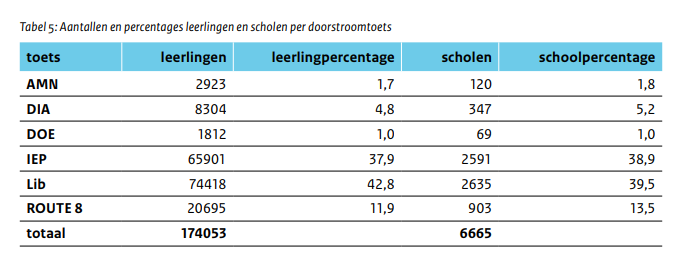 Tabel 5: Aantallen en percentages leerlingen en scholen per doorstroomtoets
toets leerlingen leerlingpercentage scholen schoolpercentage
AMN 2923 1,7 120 1,8
DIA 8304 4,8 347 5,2
DOE 1812 1,0 69 1,0
IEP 65901 37,9 2591 38,9
Lib 74418 42,8 2635 39,5
ROUTE 8 20695 11,9 903 13,5
totaal 174053 6665